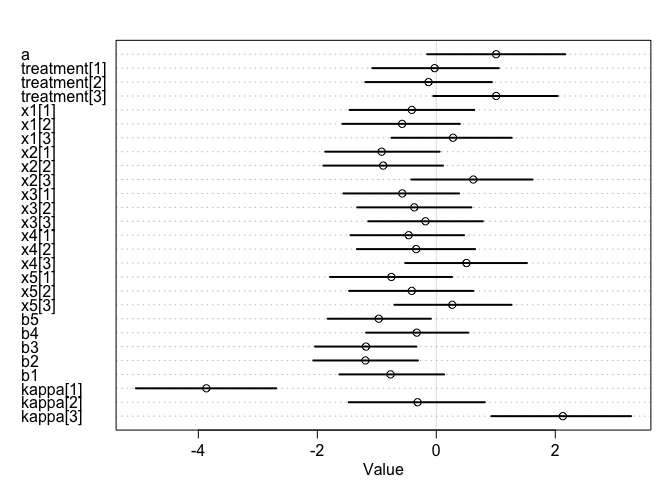 a
treatment[1]
treatment[2]
treatment[3]
x1[1]
x1[2]
x1[3]
x2[1]
x2[2]
x2[3]
x3[1]
x3[2]
x3[3]
x4[1]
x4[2]
x4[3]
x5[1]
x5[2]
x5[3]
b5
b4
b3
b2
b1
kappa[1]
kappa[2]
kappa[3]
-4 -2 0 2
Value